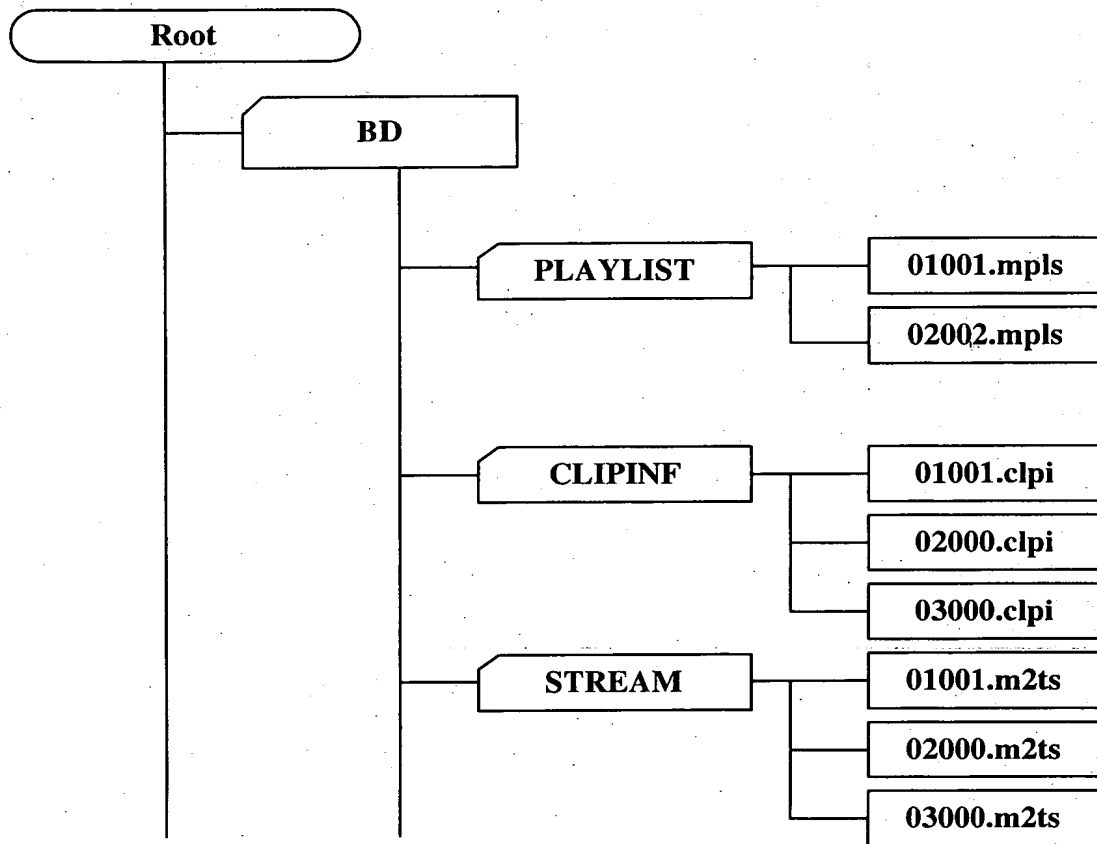 Root
BD
PLAYLIST
01001.mpls
02002.mpls
CLIPINF
01001.clpi
02000.clpi
03000.clpi
STREAM
01001.m2ts
02000.m2ts
03000.m2ts